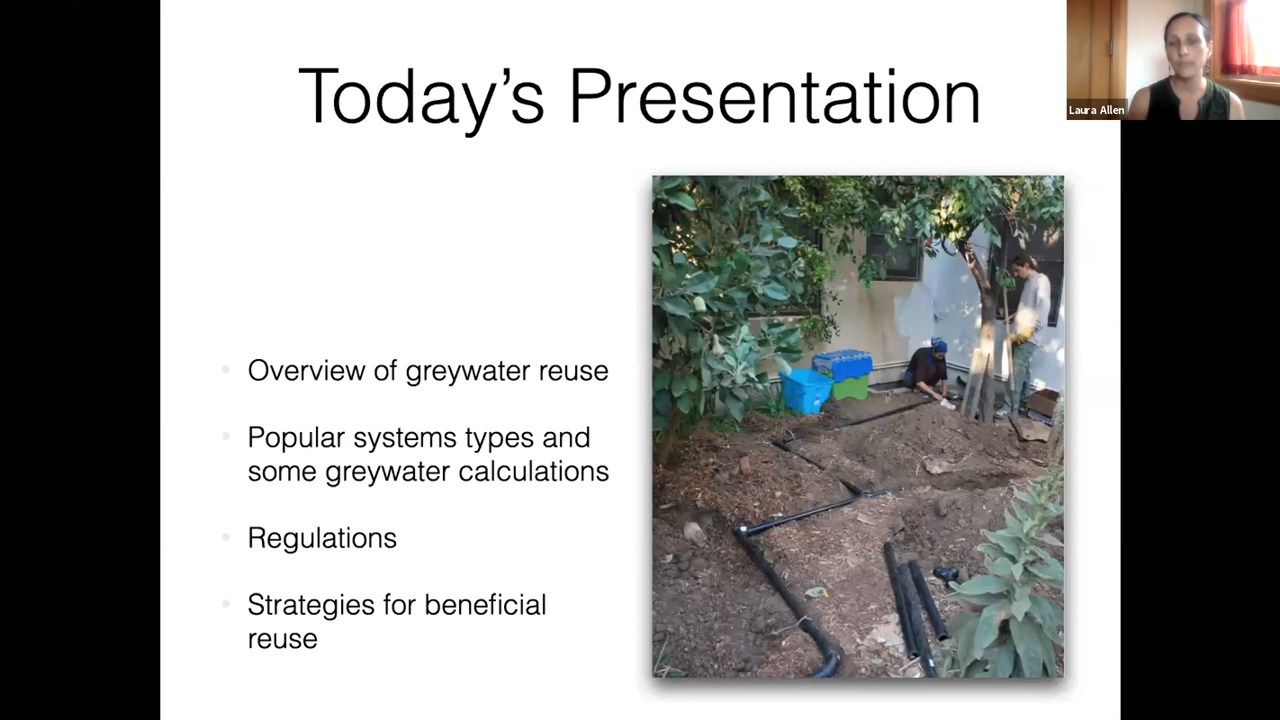 Today's Presentation
Laura Allen
Overview of greywater reuse
Popular systems types and
some greywater calculations
Regulations
Strategies for beneficial
reuse